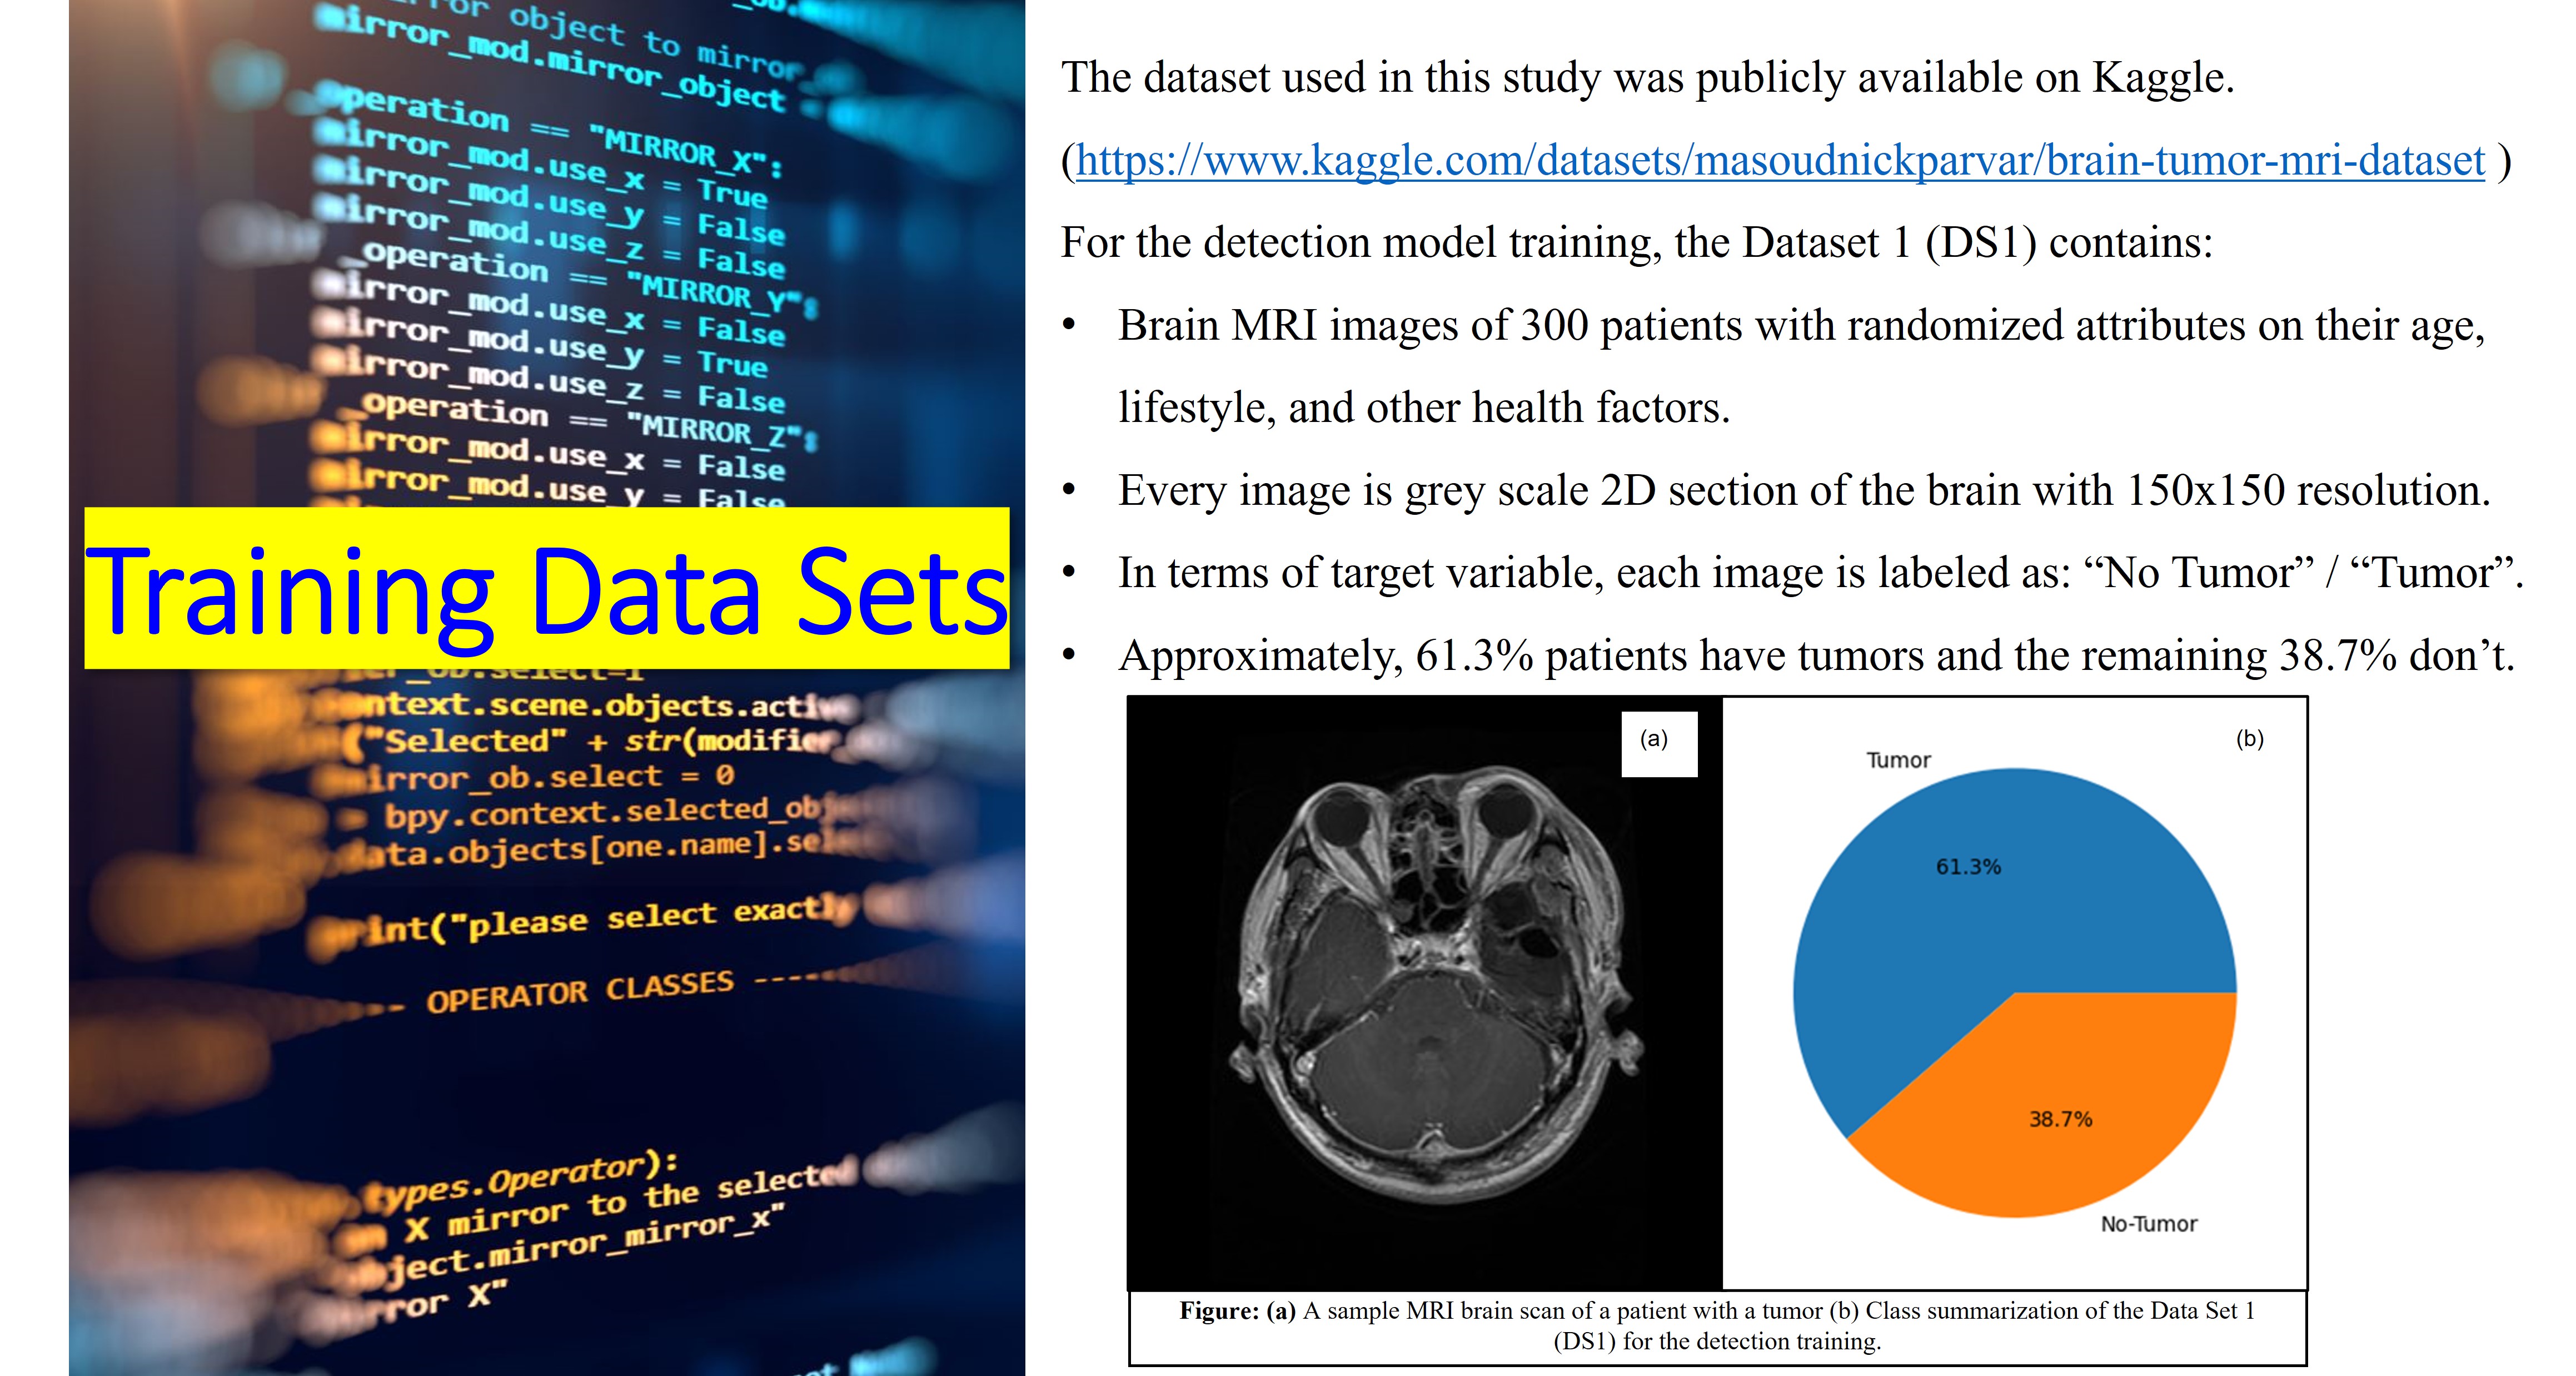 or object to mirror
mirror_mod.mirror_object
operation == "MIRROR_X":
mirror_mod.use_x = True
mirror_mod.use_y = False
mirror_mod.use_z = False
_operation == "MIRROR_Y":
mirror_mod.use_x = False
mirror_mod.use_y = True
mirror_mod.use_z = False
_operation == "MIRROR_Z":
mirror_mod.use_x = False
mirror_mod.use_y = False
Training Data Sets
_ob.select=1
ntext.scene.objects.active
("Selected" + str(modifier
mirror_ob.select = 0
bpy.context.selected_obj
data.objects[one.name].sel
print("please select exactly
OPERATOR CLASSES ----
types.Operator):
X mirror to the selected
ject.mirror_mirror_x"
rror X"
The dataset used in this study was publicly available on Kaggle.
(https://www.kaggle.com/datasets/masoudnickparvar/brain-tumor-mri-dataset )
For the detection model training, the Dataset 1 (DS1) contains:
• Brain MRI images of 300 patients with randomized attributes on their age,
lifestyle, and other health factors.
• Every image is grey scale 2D section of the brain with 150x150 resolution.
• In terms of target variable, each image is labeled as: “No Tumor” / “Tumor”.
• Approximately, 61.3% patients have tumors and the remaining 38.7% don’t.
(a)
(b)
Tumor
61.3%
38.7%
No-Tumor
Figure: (a) A sample MRI brain scan of a patient with a tumor (b) Class summarization of the Data Set 1
(DS1) for the detection training.